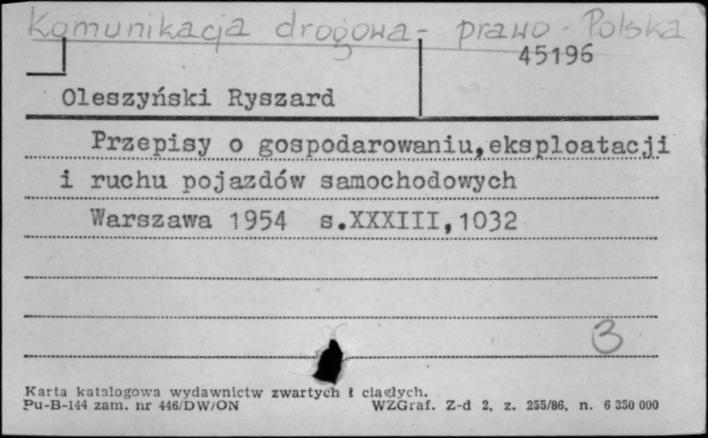 Komunikacja drogowa - prawo - Polska
45196
Oleszyński Ryszard
Przepisy o gospodarowaniu,eksploatacji
i ruchu pojazdów samochodowych
Warszawa 1954 s.XXXIII,1032
3
Karta katalogowa wydawnictw zwartych i ciągłych.
Pu-B-144 zam. nr 446/DW/ON WZGraf. Z-d 2, z. 255/86, n. 6 350 000